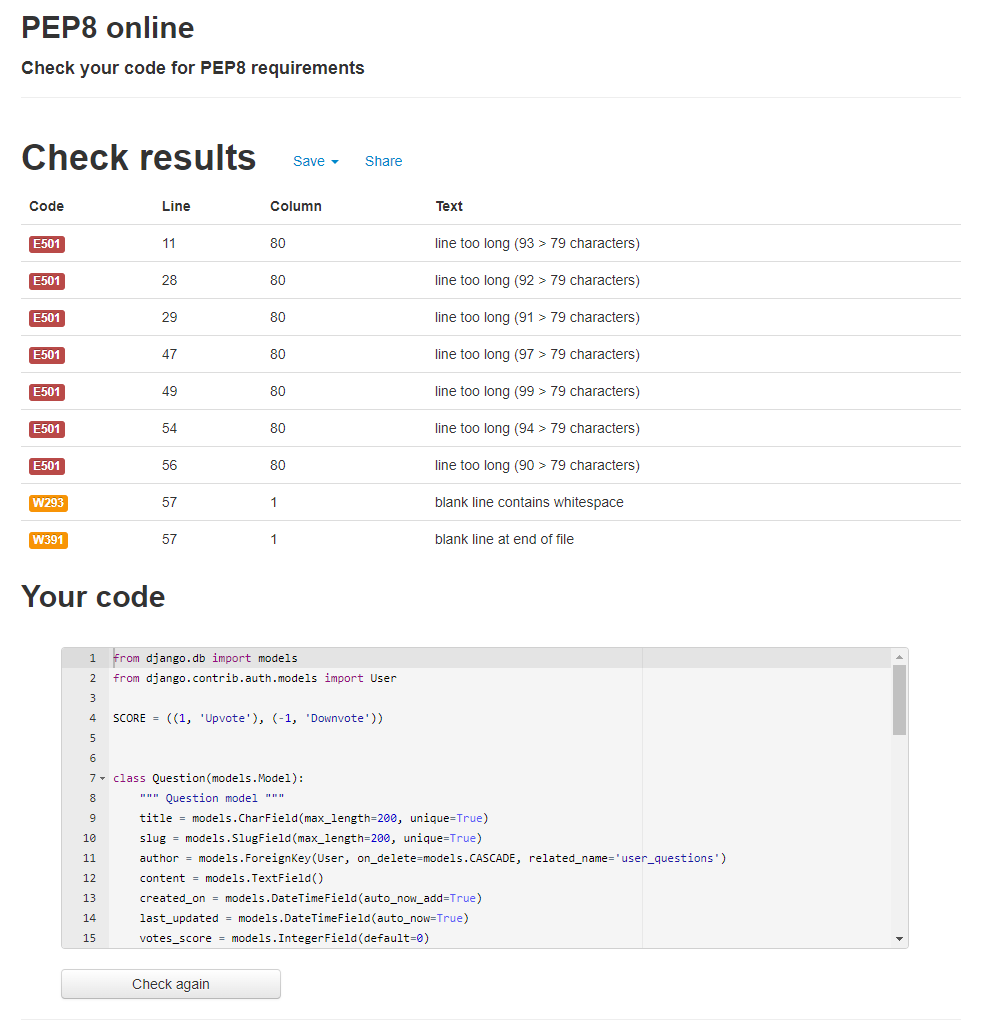 PEP8 online
Check your code for PEP8 requirements
Check results Save Share
Code Line Column Text
E501 11 80 line too long (93 > 79 characters)
E501 28 80 line too long (92 > 79 characters)
E501 29 80 line too long (91 > 79 characters)
E501 47 80 line too long (97 > 79 characters)
E501 49 80 line too long (99 > 79 characters)
E501 54 80 line too long (94 > 79 characters)
E501 56 80 line too long (90 > 79 characters)
W293 57 1 blank line contains whitespace
W391 57 1 blank line at end of file
Your code
1 from django.db import models
2 from django.contrib.auth.models import User
3
4 SCORE = ((1, 'Upvote'), (-1, 'Downvote'))
5
6
7 class Question(models.Model):
8     """ Question model """
9     title = models.CharField(max_length=200, unique=True)
10     slug = models.SlugField(max_length=200, unique=True)
11     author = models.ForeignKey(User, on_delete=models.CASCADE, related_name='user_questions')
12     content = models.TextField()
13     created_on = models.DateTimeField(auto_now_add=True)
14     last_updated = models.DateTimeField(auto_now=True)
15     votes_score = models.IntegerField(default=0)
Check again